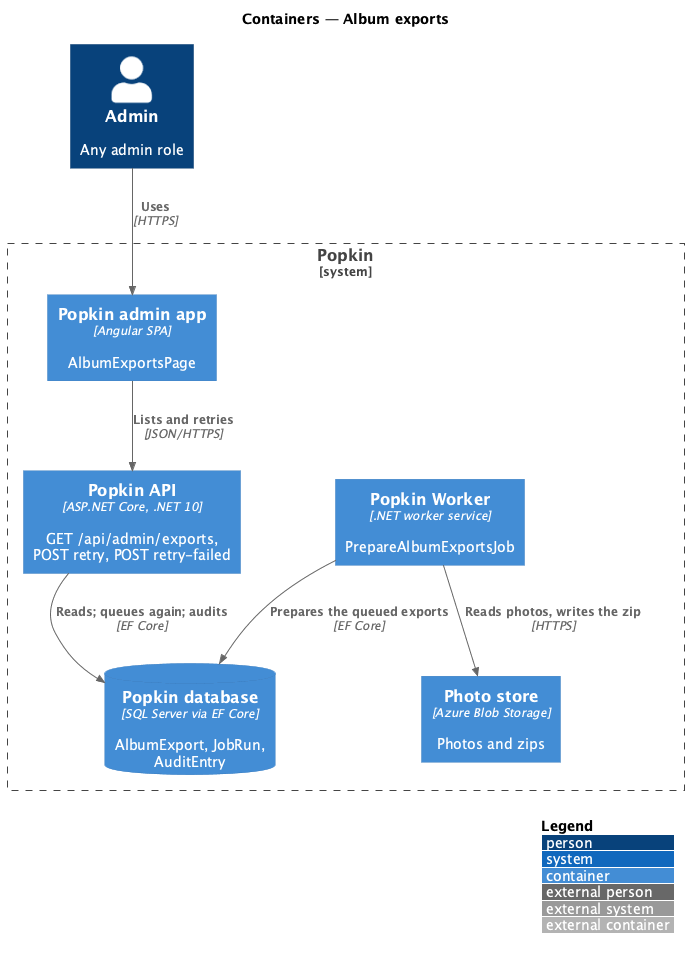 Containers — Album exports
Admin
Any admin role
Uses
[HTTPS]
Popkin
[system]
Popkin admin app
[Angular SPA]
AlbumExportsPage
Lists and retries
[JSON/HTTPS]
Popkin API
[ASP.NET Core, .NET 10]
GET /api/admin/exports,
POST retry, POST retry-failed
Popkin Worker
[.NET worker service]
PrepareAlbumExportsJob
Reads; queues again; audits
[EF Core]
Prepares the queued exports
[EF Core]
Reads photos, writes the zip
[HTTPS]
Popkin database
[SQL Server via EF Core]
AlbumExport, JobRun,
AuditEntry
Photo store
[Azure Blob Storage]
Photos and zips
Legend
person
system
container
external person
external system
external container